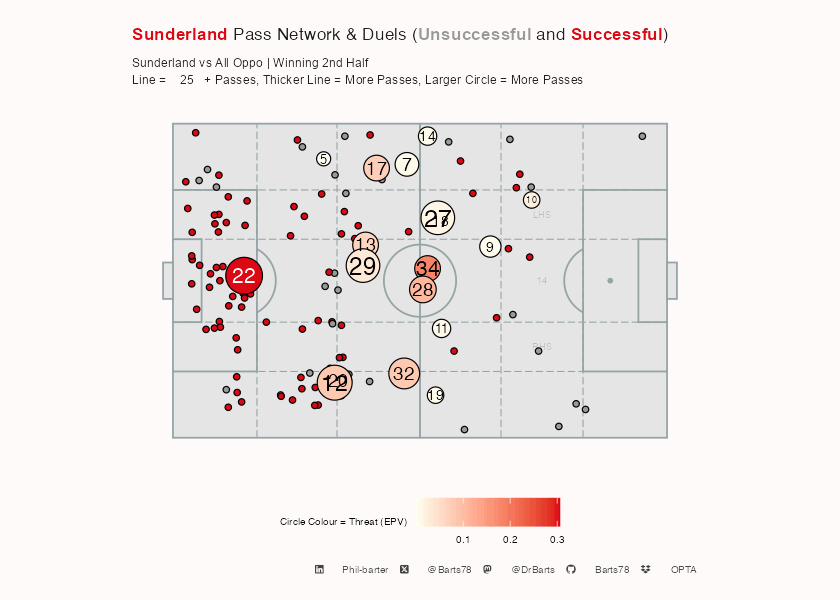 Sunderland Pass Network & Duels (Unsuccessful and Successful)
Sunderland vs All Oppo | Winning 2nd Half
Line = 25 + Passes, Thicker Line = More Passes, Larger Circle = More Passes
14
5
17
7
10
27
8
LHS
13
9
29
34
22
14
28
11
RHS
32
12
19
Circle Colour = Threat (EPV)
0.1 0.2 0.3
Phil-barter @Barts78 @DrBarts Barts78 OPTA